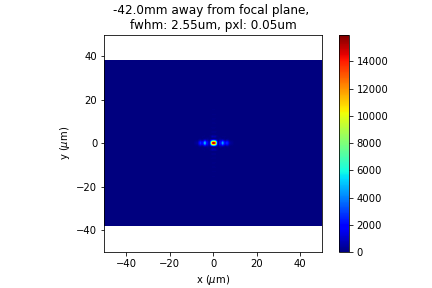 -42.0mm away from focal plane,
fwhm: 2.55um, pxl: 0.05um
40
20
0
−20
−40
y (μm)
−40 −20 0 20 40
x (μm)
14000
12000
10000
8000
6000
4000
2000
0